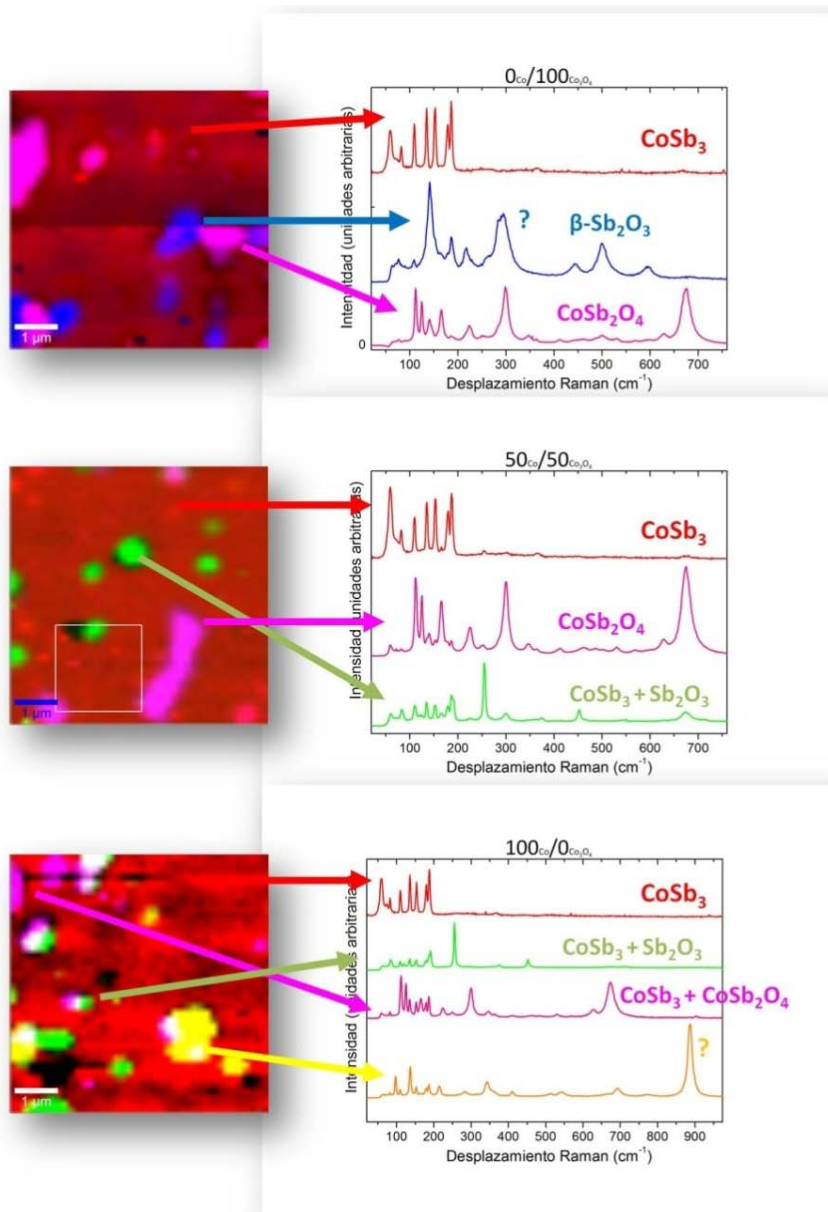 0Co/100Co₃O₄
Intensitdad (unidades arbitrarias)
CoSb₃
?
β-Sb₂O₃
CoSb₂O₄
0
100 200 300 400 500 600 700
Desplazamiento Raman (cm⁻¹)
1 µm
50Co/50Co₃O₄
Intensidad (unidades arbitrarias)
CoSb₃
CoSb₂O₄
CoSb₃ + Sb₂O₃
100 200 300 400 500 600 700
Desplazamiento Raman (cm⁻¹)
1 µm
100Co/0Co₃O₄
Intensidad (unidades arbitrarias)
CoSb₃
CoSb₃ + Sb₂O₃
CoSb₃ + CoSb₂O₄
?
100 200 300 400 500 600 700 800 900
Desplazamiento Raman (cm⁻¹)
1 µm